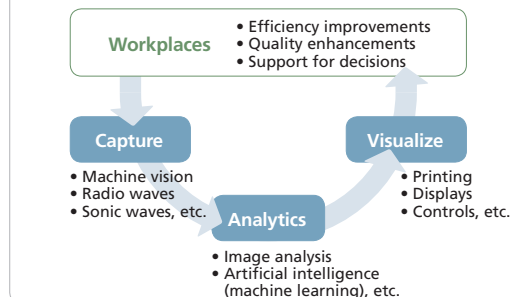 Workplaces
• Efficiency improvements
• Quality enhancements
• Support for decisions
Capture
• Machine vision
• Radio waves
• Sonic waves, etc.
Visualize
• Printing
• Displays
• Controls, etc.
Analytics
• Image analysis
• Artificial intelligence
(machine learning), etc.